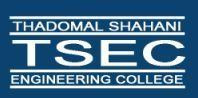 THADOMAL SHAHANI
TSEC
ENGINEERING COLLEGE